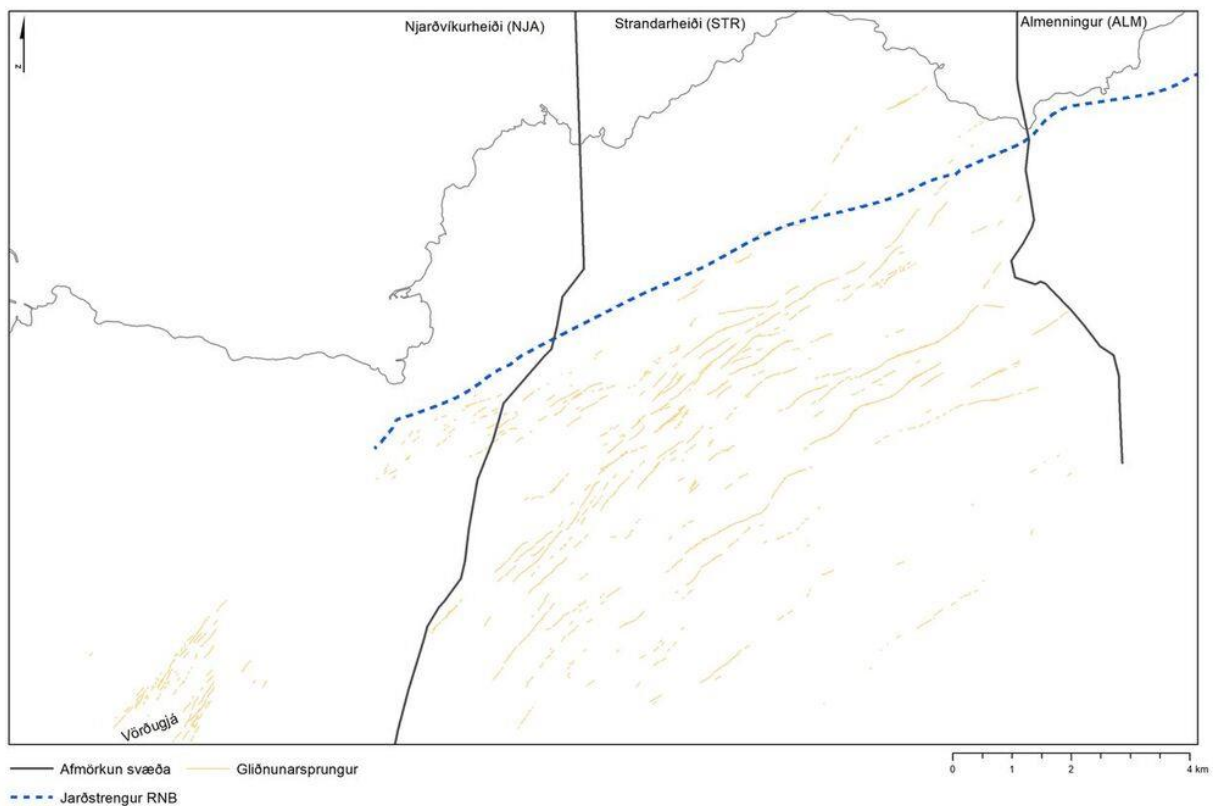 Njarðvíkurheiði (NJA)
Strandarheiði (STR)
Almenningur (ALM)
N
Vörðugjá
Afmörkun svæða
Gliðnunarsprungur
Jarðstrengur RNB
0 1 2 4 km